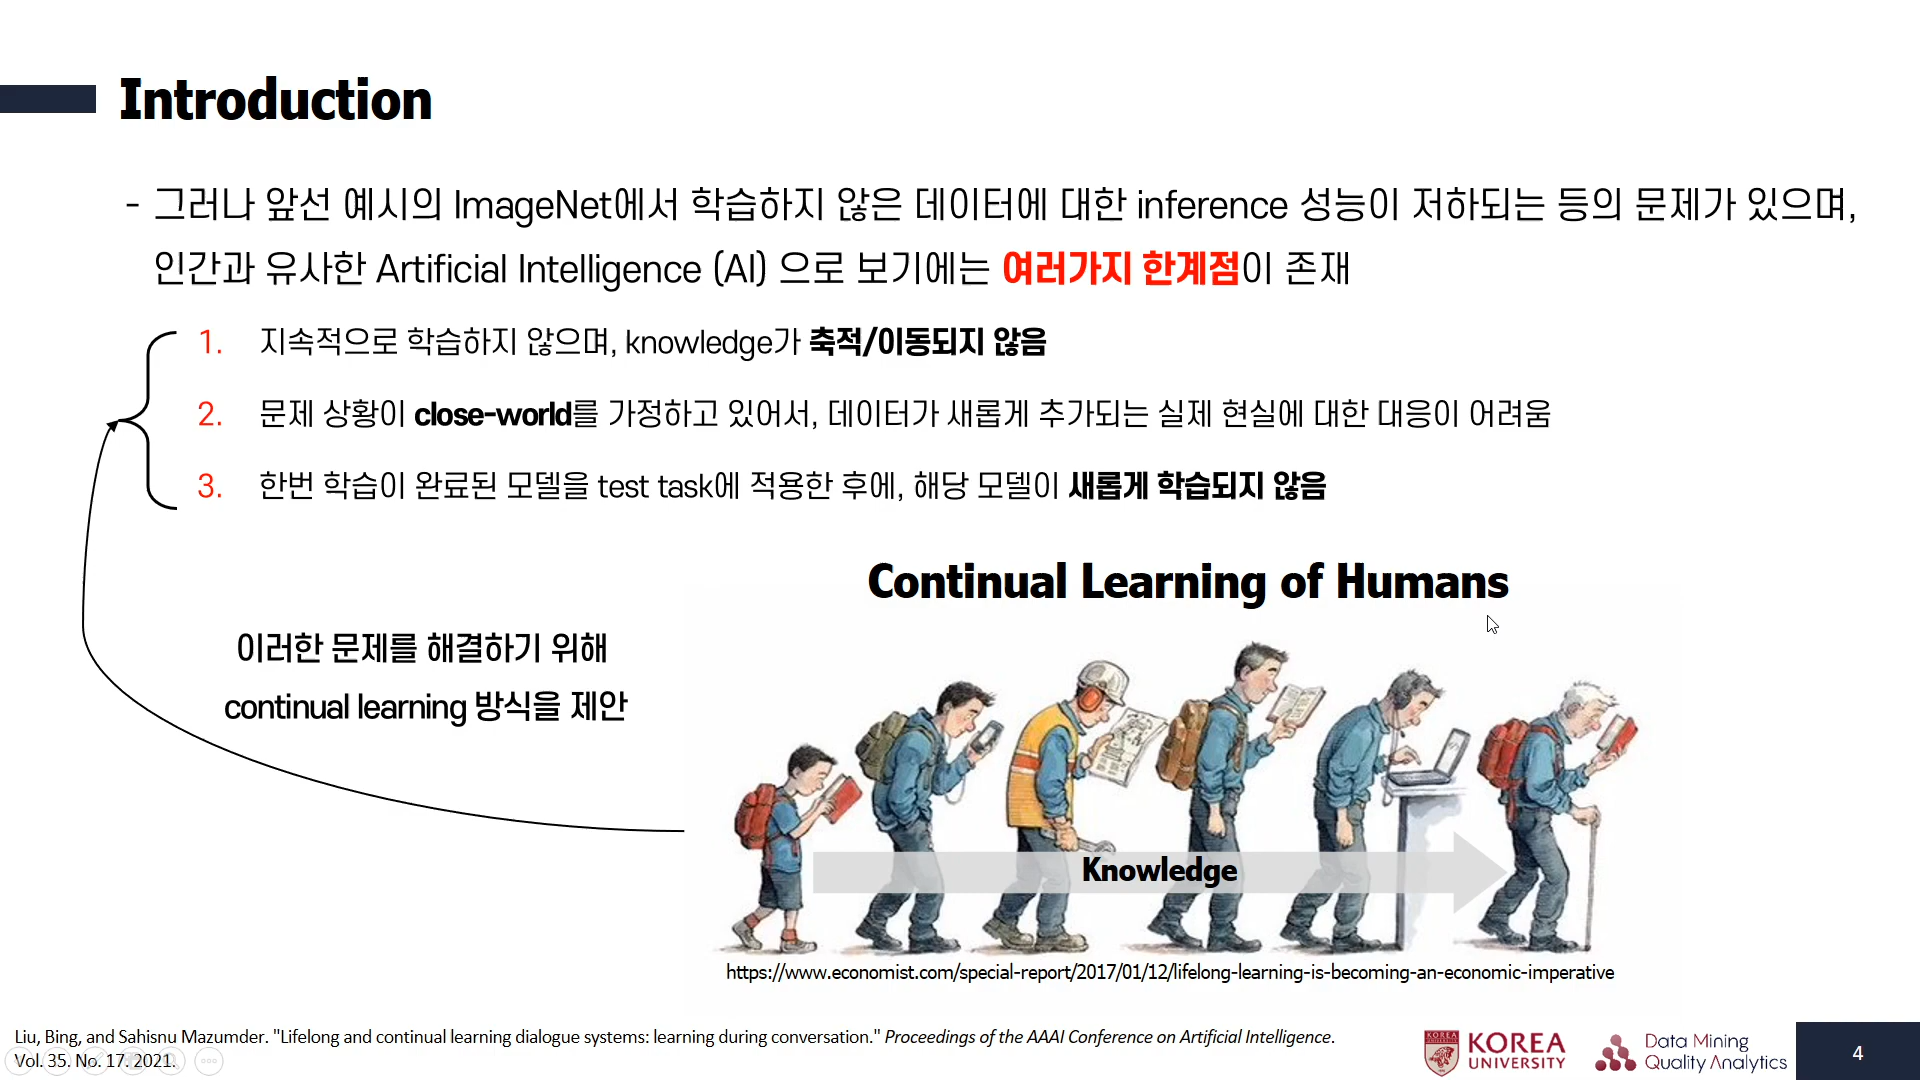 Introduction
- 그러나 앞선 예시의 ImageNet에서 학습하지 않은 데이터에 대한 inference 성능이 저하되는 등의 문제가 있으며,
인간과 유사한 Artificial Intelligence (AI) 으로 보기에는 여러가지 한계점이 존재
1. 지속적으로 학습하지 않으며, knowledge가 축적/이동되지 않음
2. 문제 상황이 close-world를 가정하고 있어서, 데이터가 새롭게 추가되는 실제 현실에 대한 대응이 어려움
3. 한번 학습이 완료된 모델을 test task에 적용한 후에, 해당 모델이 새롭게 학습되지 않음
이러한 문제를 해결하기 위해
continual learning 방식을 제안
Continual Learning of Humans
Knowledge
https://www.economist.com/special-report/2017/01/12/lifelong-learning-is-becoming-an-economic-imperative
Liu, Bing, and Sahisnu Mazumder. "Lifelong and continual learning dialogue systems: learning during conversation." Proceedings of the AAAI Conference on Artificial Intelligence.
Vol. 35. No. 17. 2021.
KOREA
UNIVERSITY
Data Mining
Quality Analytics
4